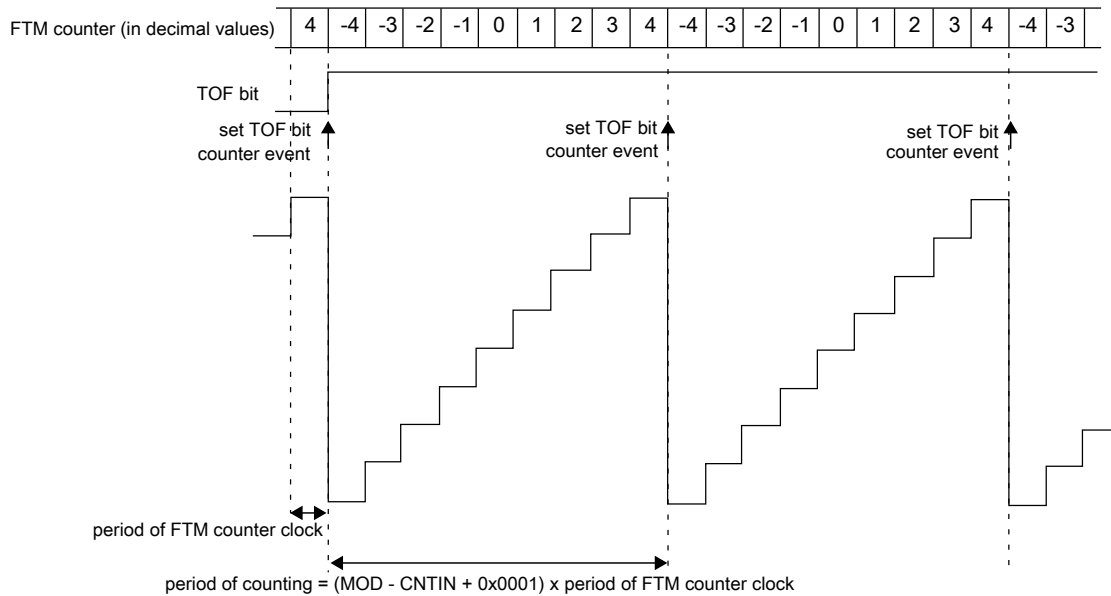 FTM counter (in decimal values) 4 -4 -3 -2 -1 0 1 2 3 4 -4 -3 -2 -1 0 1 2 3 4 -4 -3
TOF bit
set TOF bit set TOF bit set TOF bit
counter event counter event counter event
period of FTM counter clock
period of counting = (MOD - CNTIN + 0x0001) x period of FTM counter clock